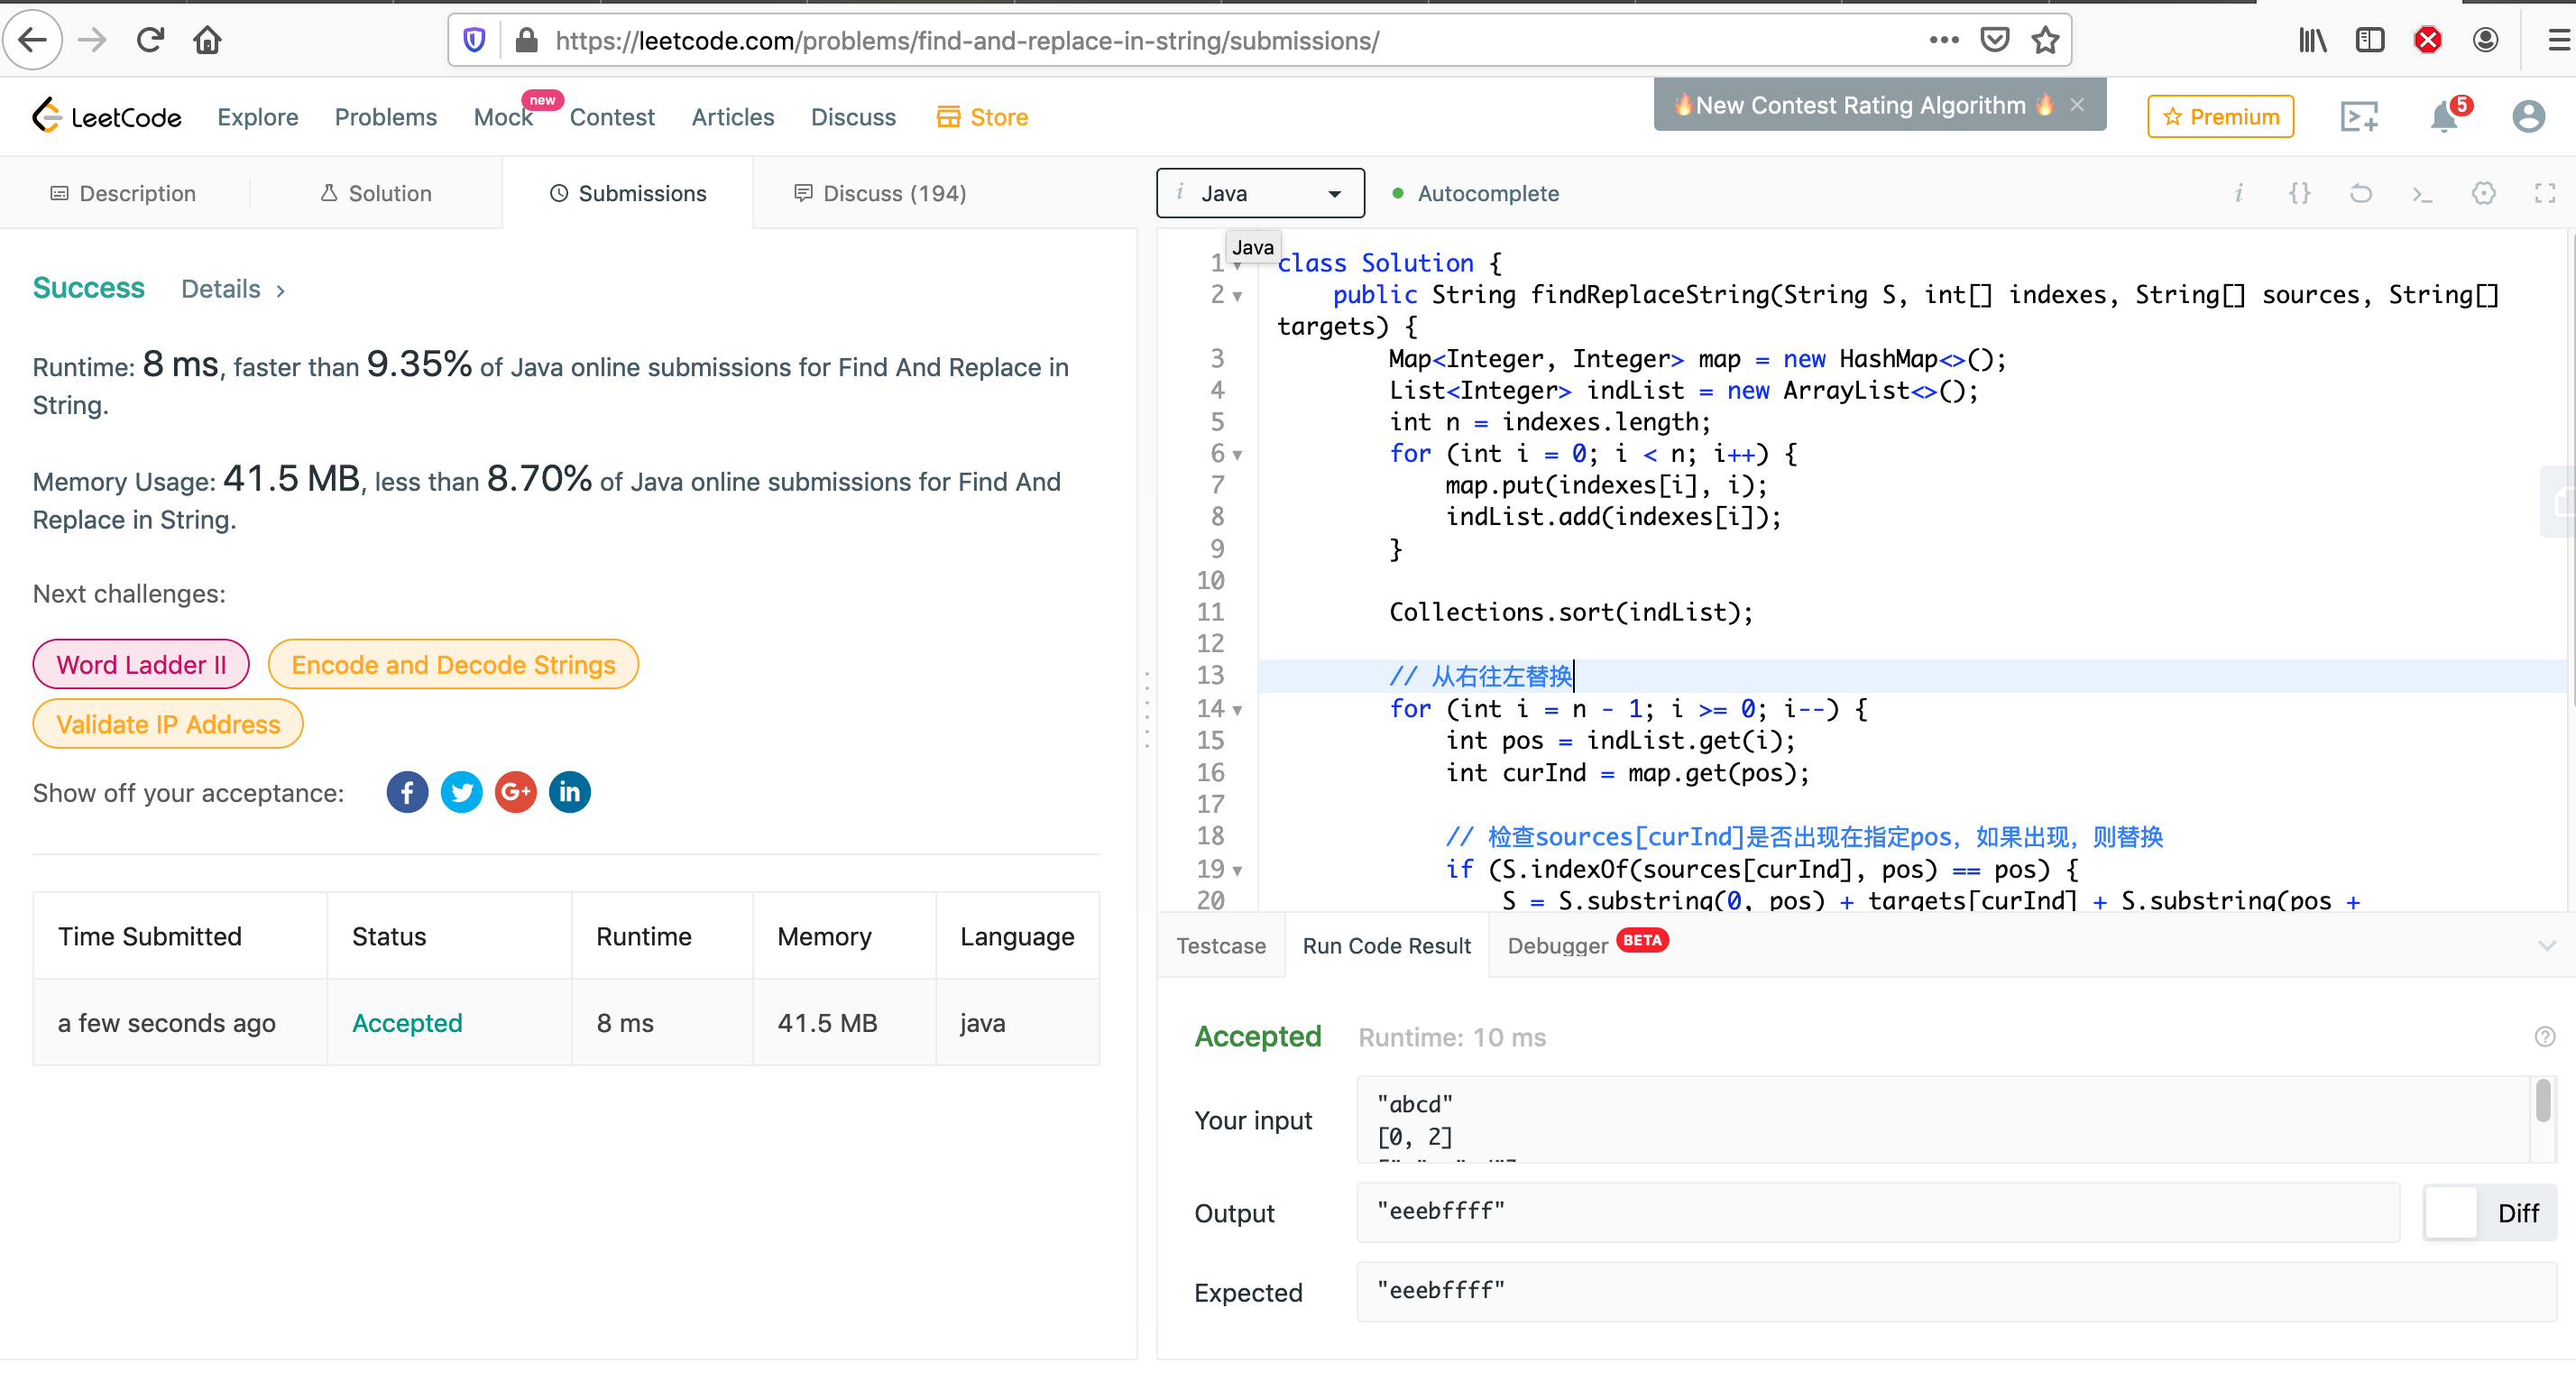 https://leetcode.com/problems/find-and-replace-in-string/submissions/
LeetCode
Explore
Problems
Mock
new
Contest
Articles
Discuss
Store
🔥New Contest Rating Algorithm 🔥 ×
Premium
5
Description
Solution
Submissions
Discuss (194)
i Java
Autocomplete
Java
Success
Details >
Runtime: 8 ms, faster than 9.35% of Java online submissions for Find And Replace in
String.
Memory Usage: 41.5 MB, less than 8.70% of Java online submissions for Find And
Replace in String.
Next challenges:
Word Ladder II
Encode and Decode Strings
Validate IP Address
Show off your acceptance:
Time Submitted Status Runtime Memory Language
a few seconds ago Accepted 8 ms 41.5 MB java
1 class Solution {
2 public String findReplaceString(String S, int[] indexes, String[] sources, String[]
targets) {
3 Map<Integer, Integer> map = new HashMap<>();
4 List<Integer> indList = new ArrayList<>();
5 int n = indexes.length;
6 for (int i = 0; i < n; i++) {
7 map.put(indexes[i], i);
8 indList.add(indexes[i]);
9 }
10
11 Collections.sort(indList);
12
13 // 从右往左替换
14 for (int i = n - 1; i >= 0; i--) {
15 int pos = indList.get(i);
16 int curInd = map.get(pos);
17
18 // 检查sources[curInd]是否出现在指定pos，如果出现，则替换
19 if (S.indexOf(sources[curInd], pos) == pos) {
20 S = S.substring(0, pos) + targets[curInd] + S.substring(pos +
Testcase
Run Code Result
Debugger BETA
Accepted Runtime: 10 ms
Your input
"abcd"
[0, 2]
Output
"eeebffff"
Diff
Expected
"eeebffff"